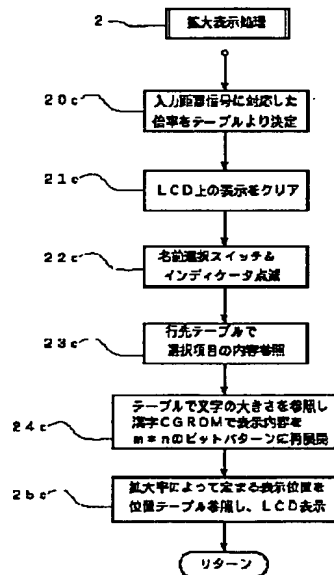 2
拡大表示処理
20c
入力距離信号に対応した
倍率をテーブルより決定
21c
LCD上の表示をクリア
22c
名前選択スイッチ&
インディケータ点滅
23c
行先テーブルで
選択項目の内容参照
24c
テーブルで文字の大きさを参照し
漢字CGROMで表示内容を
m*nのビットパターンに再展開
25c
拡大率によって定まる表示位置を
位置テーブル参照し、LCD表示
リターン